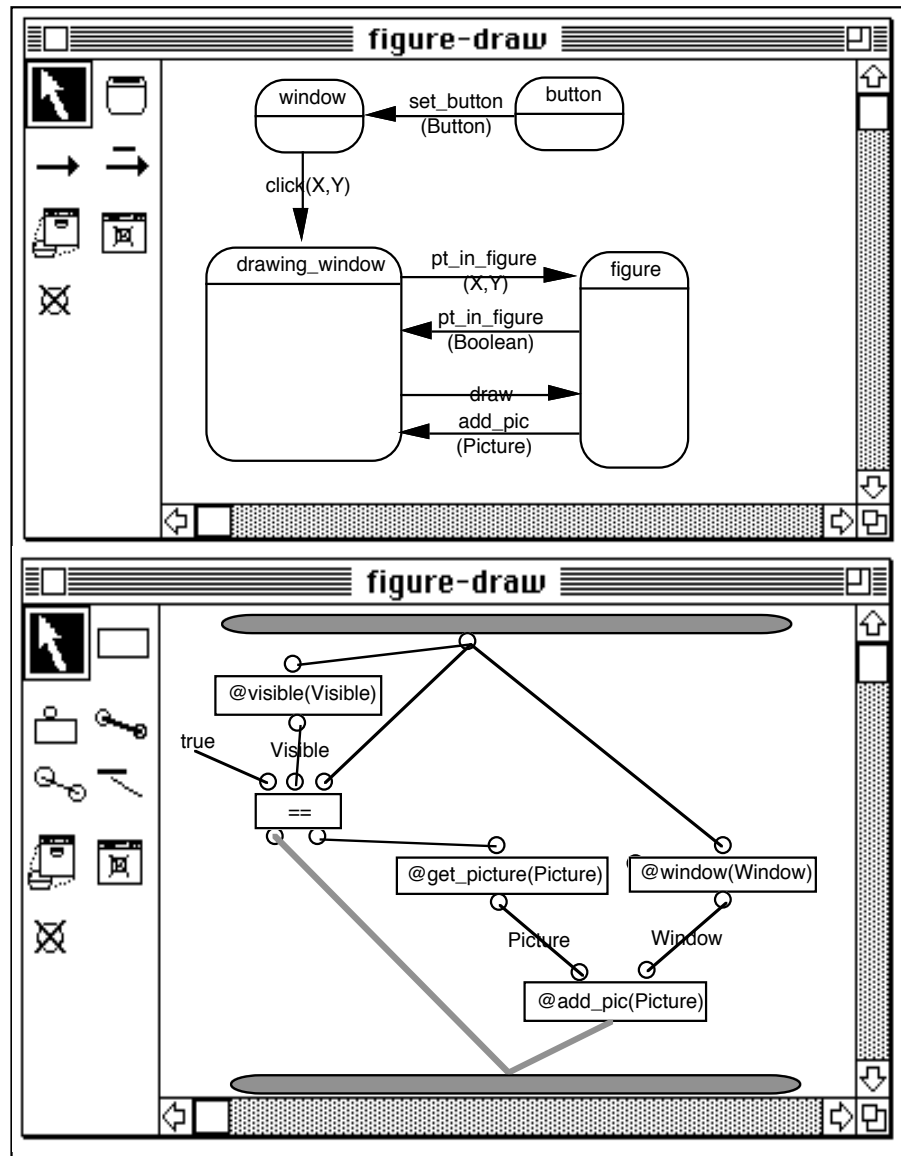 figure-draw
window
set_button
(Button)
button
click(X,Y)
drawing_window
pt_in_figure
(X,Y)
figure
pt_in_figure
(Boolean)
draw
add_pic
(Picture)
figure-draw
@visible(Visible)
true
Visible
==
@get_picture(Picture)
@window(Window)
Picture
Window
@add_pic(Picture)